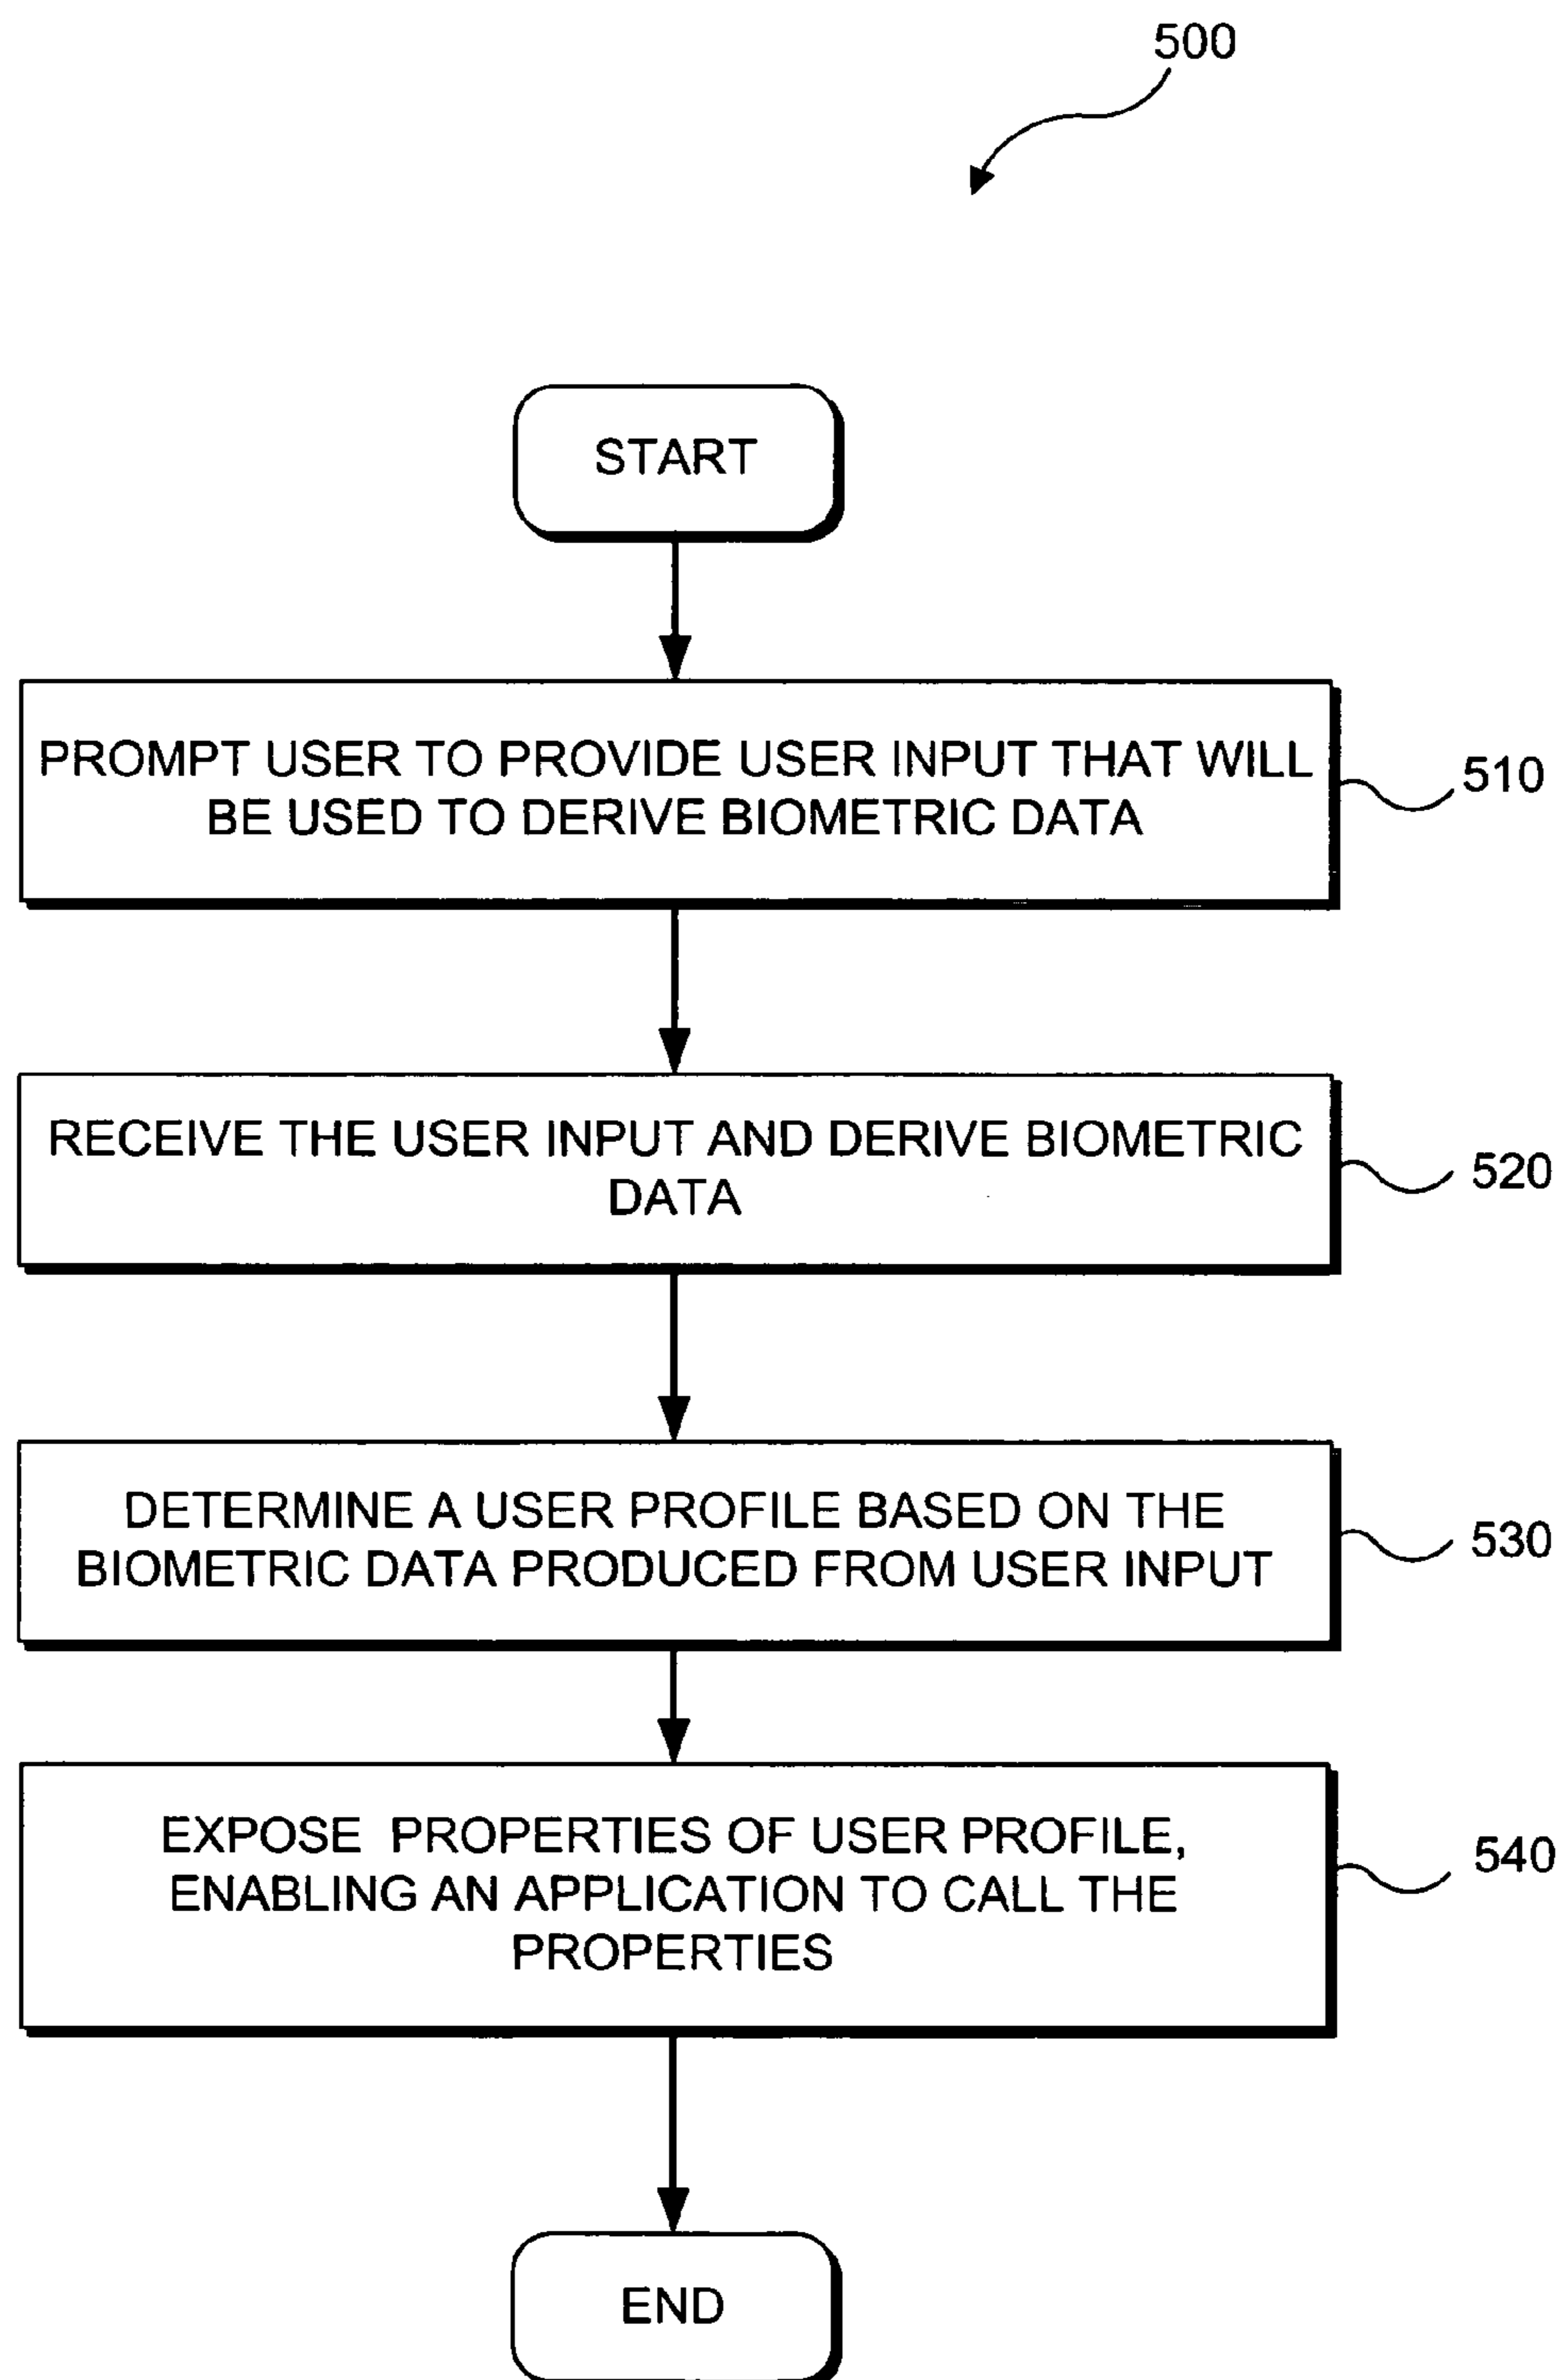 500
START
PROMPT USER TO PROVIDE USER INPUT THAT WILL
BE USED TO DERIVE BIOMETRIC DATA
510
RECEIVE THE USER INPUT AND DERIVE BIOMETRIC
DATA
520
DETERMINE A USER PROFILE BASED ON THE
BIOMETRIC DATA PRODUCED FROM USER INPUT
530
EXPOSE PROPERTIES OF USER PROFILE,
ENABLING AN APPLICATION TO CALL THE
PROPERTIES
540
END